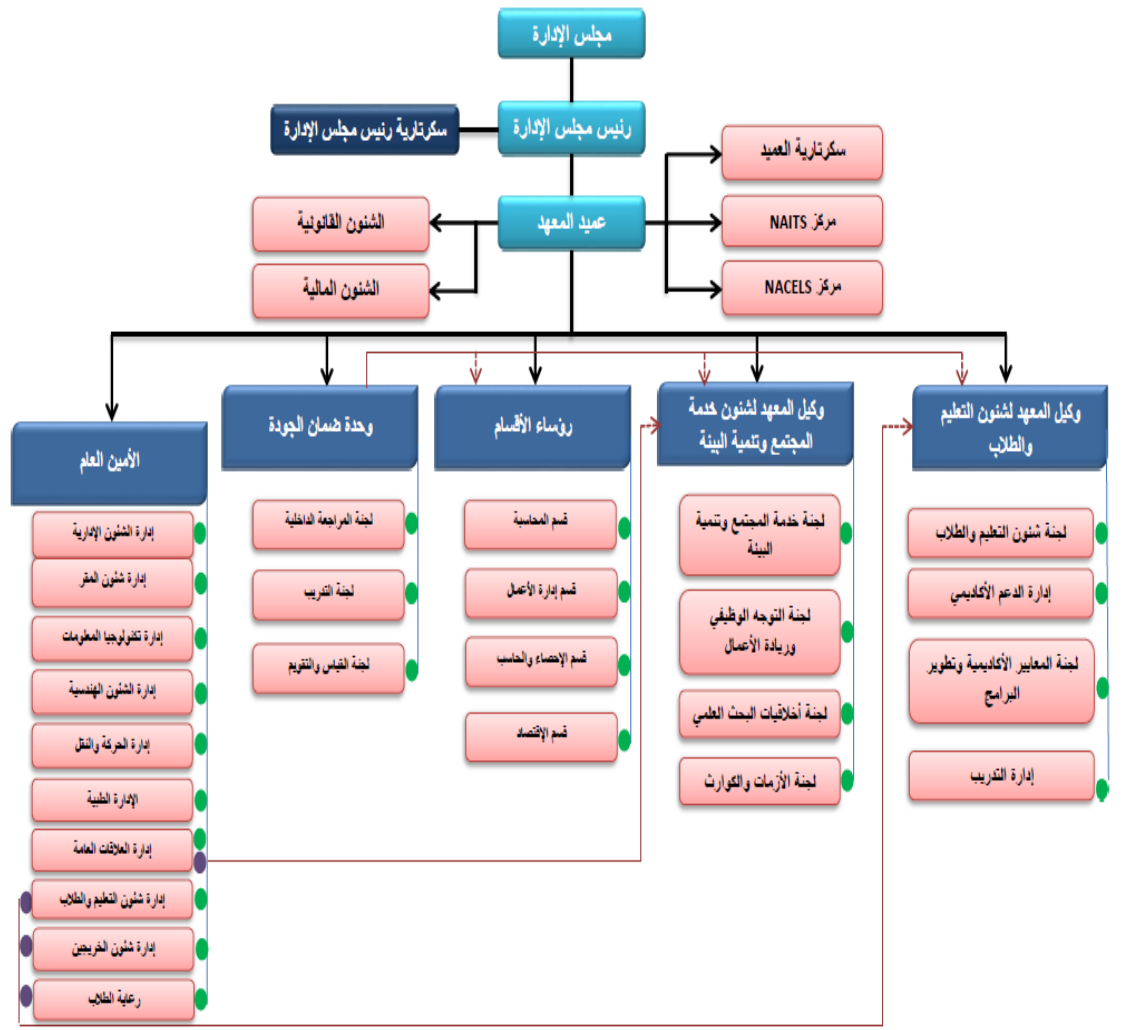 مجلس الإدارة
رئيس مجلس الإدارة
سكرتارية رئيس مجلس الإدارة
سكرتارية العميد
عميد المعهد
مركز NAITS
مركز NACELS
الشئون القانونية
الشئون المالية
وكيل المعهد لشئون التعليم
والطلاب
لجنة شئون التعليم والطلاب
إدارة الدعم الأكاديمي
لجنة المعايير الأكاديمية وتطوير
البرامج
إدارة التدريب
وكيل المعهد لشئون خدمة
المجتمع وتنمية البيئة
لجنة خدمة المجتمع وتنمية
البيئة
لجنة التوجه الوظيفي
وريادة الأعمال
لجنة أخلاقيات البحث العلمي
لجنة الأزمات والكوارث
رؤساء الأقسام
قسم المحاسبة
قسم إدارة الأعمال
قسم الإحصاء والحاسب
قسم الإقتصاد
وحدة ضمان الجودة
لجنة المراجعة الداخلية
لجنة التدريب
لجنة القياس والتقويم
الأمين العام
إدارة الشئون الإدارية
إدارة شئون المقر
إدارة تكنولوجيا المعلومات
إدارة الشئون الهندسية
إدارة الحركة والنقل
الإدارة الطبية
إدارة العلاقات العامة
إدارة شئون التعليم والطلاب
إدارة شئون الخريجين
رعاية الطلاب